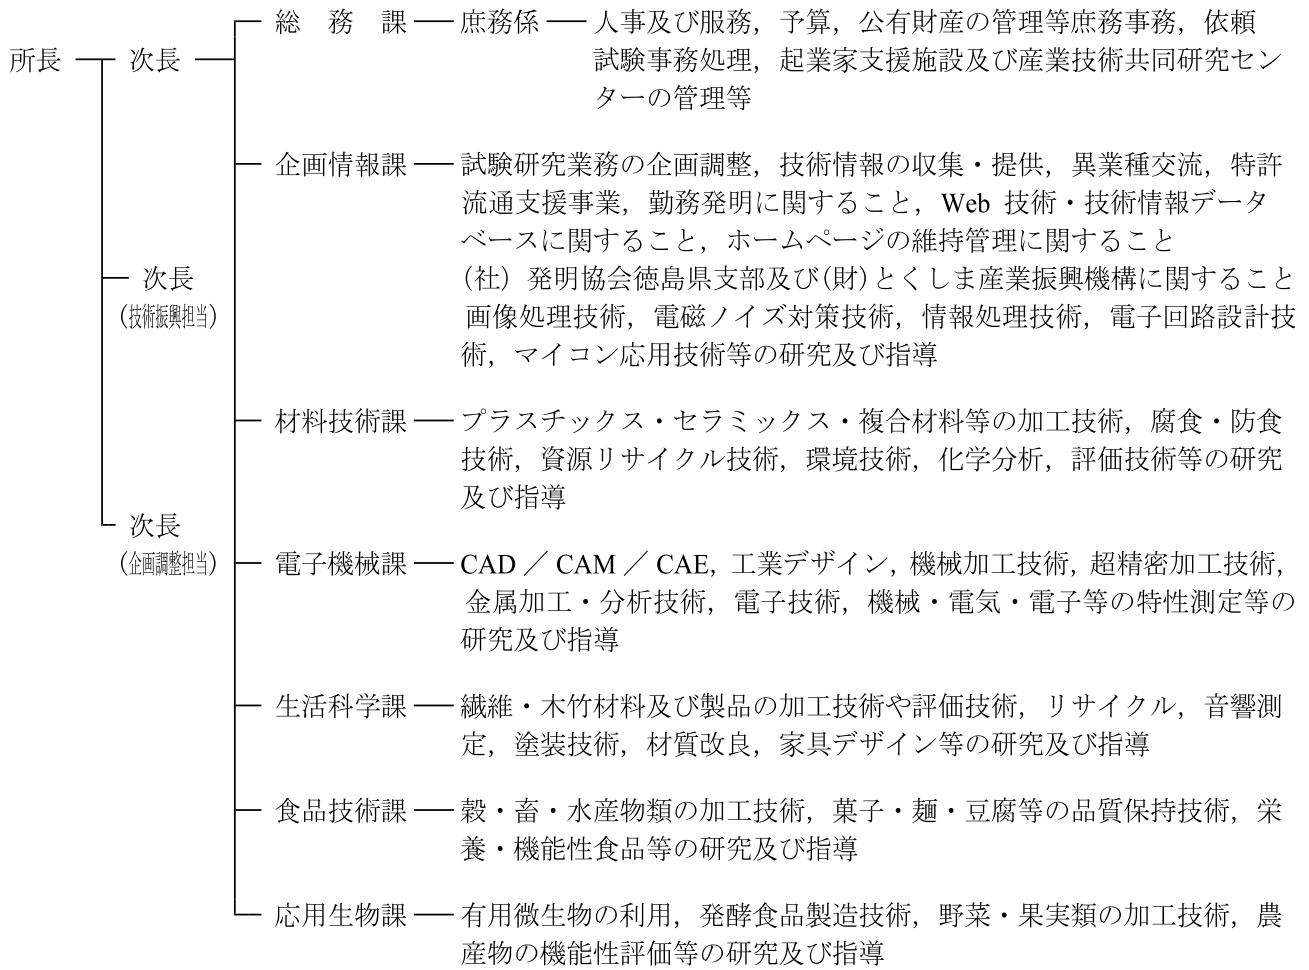 総　務　課 庶務係 人事及び服務，予算，公有財産の管理等庶務事務，依頼
所長 次長 試験事務処理，起業家支援施設及び産業技術共同研究セン
ターの管理等
企画情報課 試験研究業務の企画調整，技術情報の収集・提供，異業種交流，特許
流通支援事業，勤務発明に関すること，Web 技術・技術情報データ
ベースに関すること，ホームページの維持管理に関すること
次長 （社）発明協会徳島県支部及び（財）とくしま産業振興機構に関すること
（技術振興担当） 画像処理技術，電磁ノイズ対策技術，情報処理技術，電子回路設計技
術，マイコン応用技術等の研究及び指導
材料技術課 プラスチックス・セラミックス・複合材料等の加工技術，腐食・防食
技術，資源リサイクル技術，環境技術，化学分析，評価技術等の研究
及び指導
次長
（企画調整担当） 電子機械課 CAD／CAM／CAE，工業デザイン，機械加工技術，超精密加工技術，
金属加工・分析技術，電子技術，機械・電気・電子等の特性測定等の
研究及び指導
生活科学課 繊維・木竹材料及び製品の加工技術や評価技術，リサイクル，音響測
定，塗装技術，材質改良，家具デザイン等の研究及び指導
食品技術課 穀・畜・水産物類の加工技術，菓子・麺・豆腐等の品質保持技術，栄
養・機能性食品等の研究及び指導
応用生物課 有用微生物の利用，発酵食品製造技術，野菜・果実類の加工技術，農
産物の機能性評価等の研究及び指導